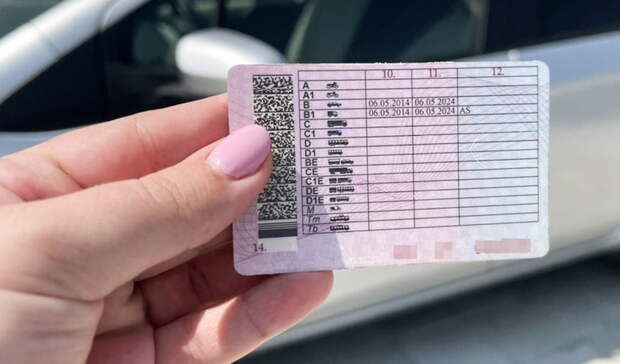 10. 11. 12.
A
A1
B 06.05.2014 06.05.2024
B1 06.05.2014 06.05.2024 AS
C
C1
D
D1
BE
CE
C1E
DE
D1E
M
Tm
Tb
14.